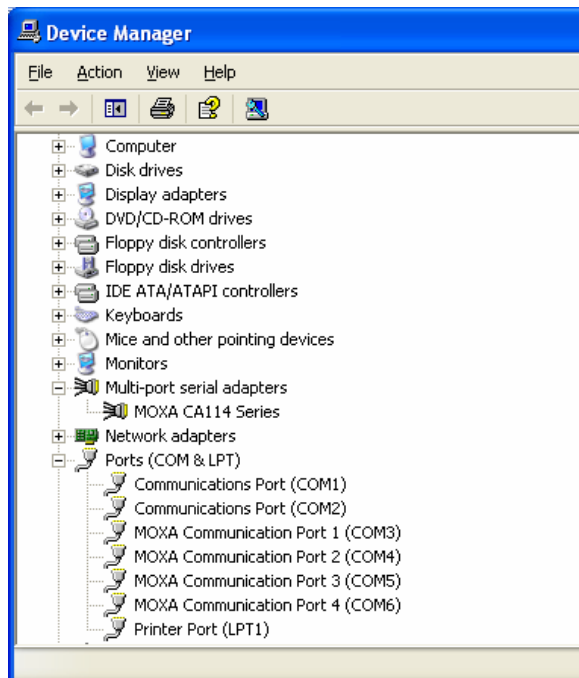 Device Manager
File Action View Help
Computer
Disk drives
Display adapters
DVD/CD-ROM drives
Floppy disk controllers
Floppy disk drives
IDE ATA/ATAPI controllers
Keyboards
Mice and other pointing devices
Monitors
Multi-port serial adapters
MOXA CA114 Series
Network adapters
Ports (COM & LPT)
Communications Port (COM1)
Communications Port (COM2)
MOXA Communication Port 1 (COM3)
MOXA Communication Port 2 (COM4)
MOXA Communication Port 3 (COM5)
MOXA Communication Port 4 (COM6)
Printer Port (LPT1)